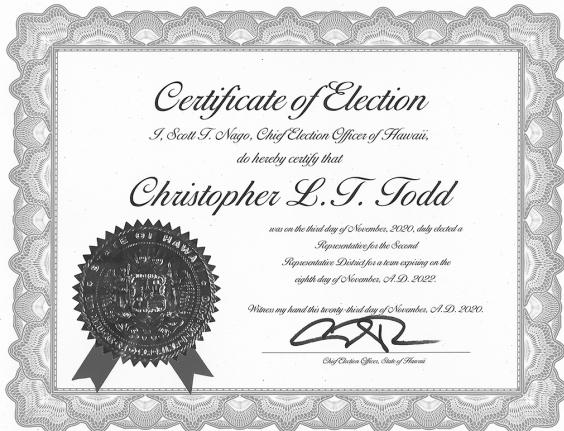 Certificate of Election
I, Scott T. Nago, Chief Election Officer of Hawaii,
do hereby certify that
Christopher L.T. Todd
was on the third day of November, 2020, duly elected a
Representative for the Second
Representative District for a term expiring on the
eighth day of November, A.D. 2022.
Witness my hand this twenty-third day of November, A.D. 2020.
Chief Election Officer, State of Hawaii
STATE OF HAWAII